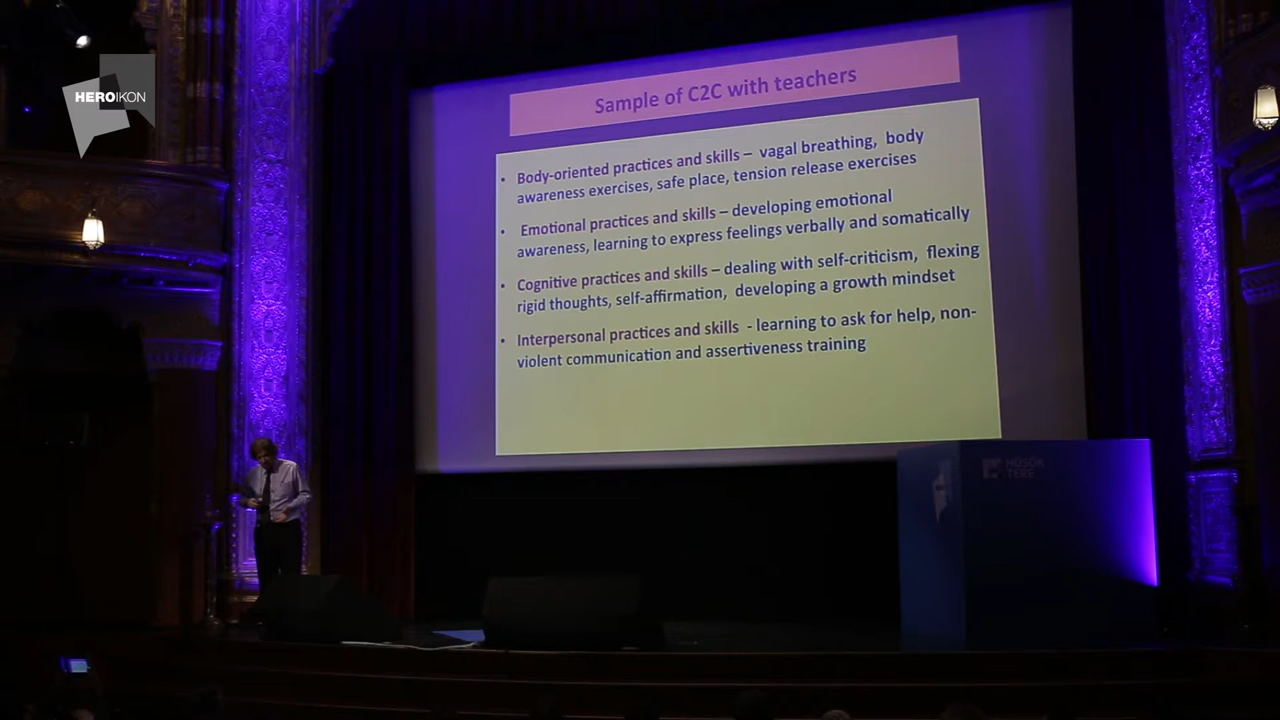 HEROIKON
Sample of C2C with teachers
• Body-oriented practices and skills – vagal breathing, body
awareness exercises, safe place, tension release exercises
• Emotional practices and skills – developing emotional
awareness, learning to express feelings verbally and somatically
• Cognitive practices and skills – dealing with self-criticism, flexing
rigid thoughts, self-affirmation, developing a growth mindset
• Interpersonal practices and skills - learning to ask for help, non-
violent communication and assertiveness training
HŐSÖK
TERE